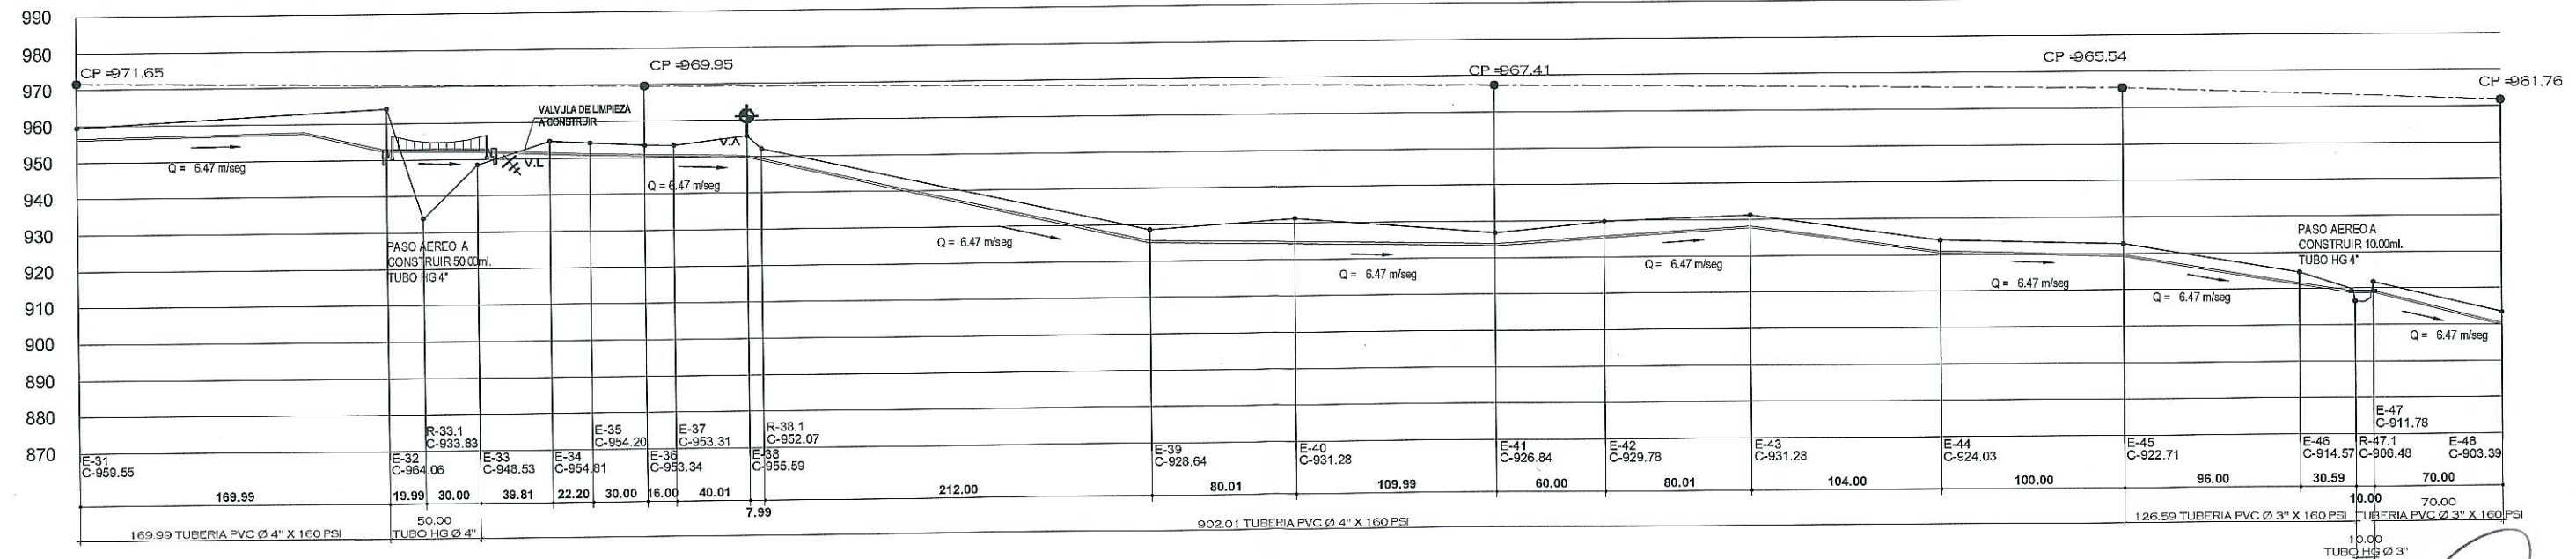 990
980
970
960
950
940
930
920
910
900
890
880
870
CP =971.65
CP =969.95
CP =967.41
CP =965.54
CP =961.76
VALVULA DE LIMPIEZA
A CONSTRUIR
V.L
V.A
Q = 6.47 m/seg
Q = 6.47 m/seg
Q = 6.47 m/seg
Q = 6.47 m/seg
Q = 6.47 m/seg
Q = 6.47 m/seg
Q = 6.47 m/seg
Q = 6.47 m/seg
PASO AEREO A
CONSTRUIR 50.00ml.
TUBO HG 4"
PASO AEREO A
CONSTRUIR 10.00ml.
TUBO HG 4"
E-31
C-959.55
E-32
C-964.06
R-33.1
C-933.83
E-33
C-948.53
E-34
C-954.81
E-35
C-954.20
E-36
C-953.34
E-37
C-953.31
E-38
C-955.59
R-38.1
C-952.07
E-39
C-928.64
E-40
C-931.28
E-41
C-926.84
E-42
C-929.78
E-43
C-931.28
E-44
C-924.03
E-45
C-922.71
E-46
C-914.57
R-47.1
C-906.48
E-47
C-911.78
E-48
C-903.39
169.99
19.99
30.00
39.81
22.20
30.00
16.00
40.01
7.99
212.00
80.01
109.99
60.00
80.01
104.00
100.00
96.00
30.59
10.00
70.00
70.00
169.99 TUBERIA PVC Ø 4" X 160 PSI
50.00
TUBO HG Ø 4"
902.01 TUBERIA PVC Ø 4" X 160 PSI
126.59 TUBERIA PVC Ø 3" X 160 PSI
TUBERIA PVC Ø 3" X 160 PSI
10.00
TUBO HG Ø 3"